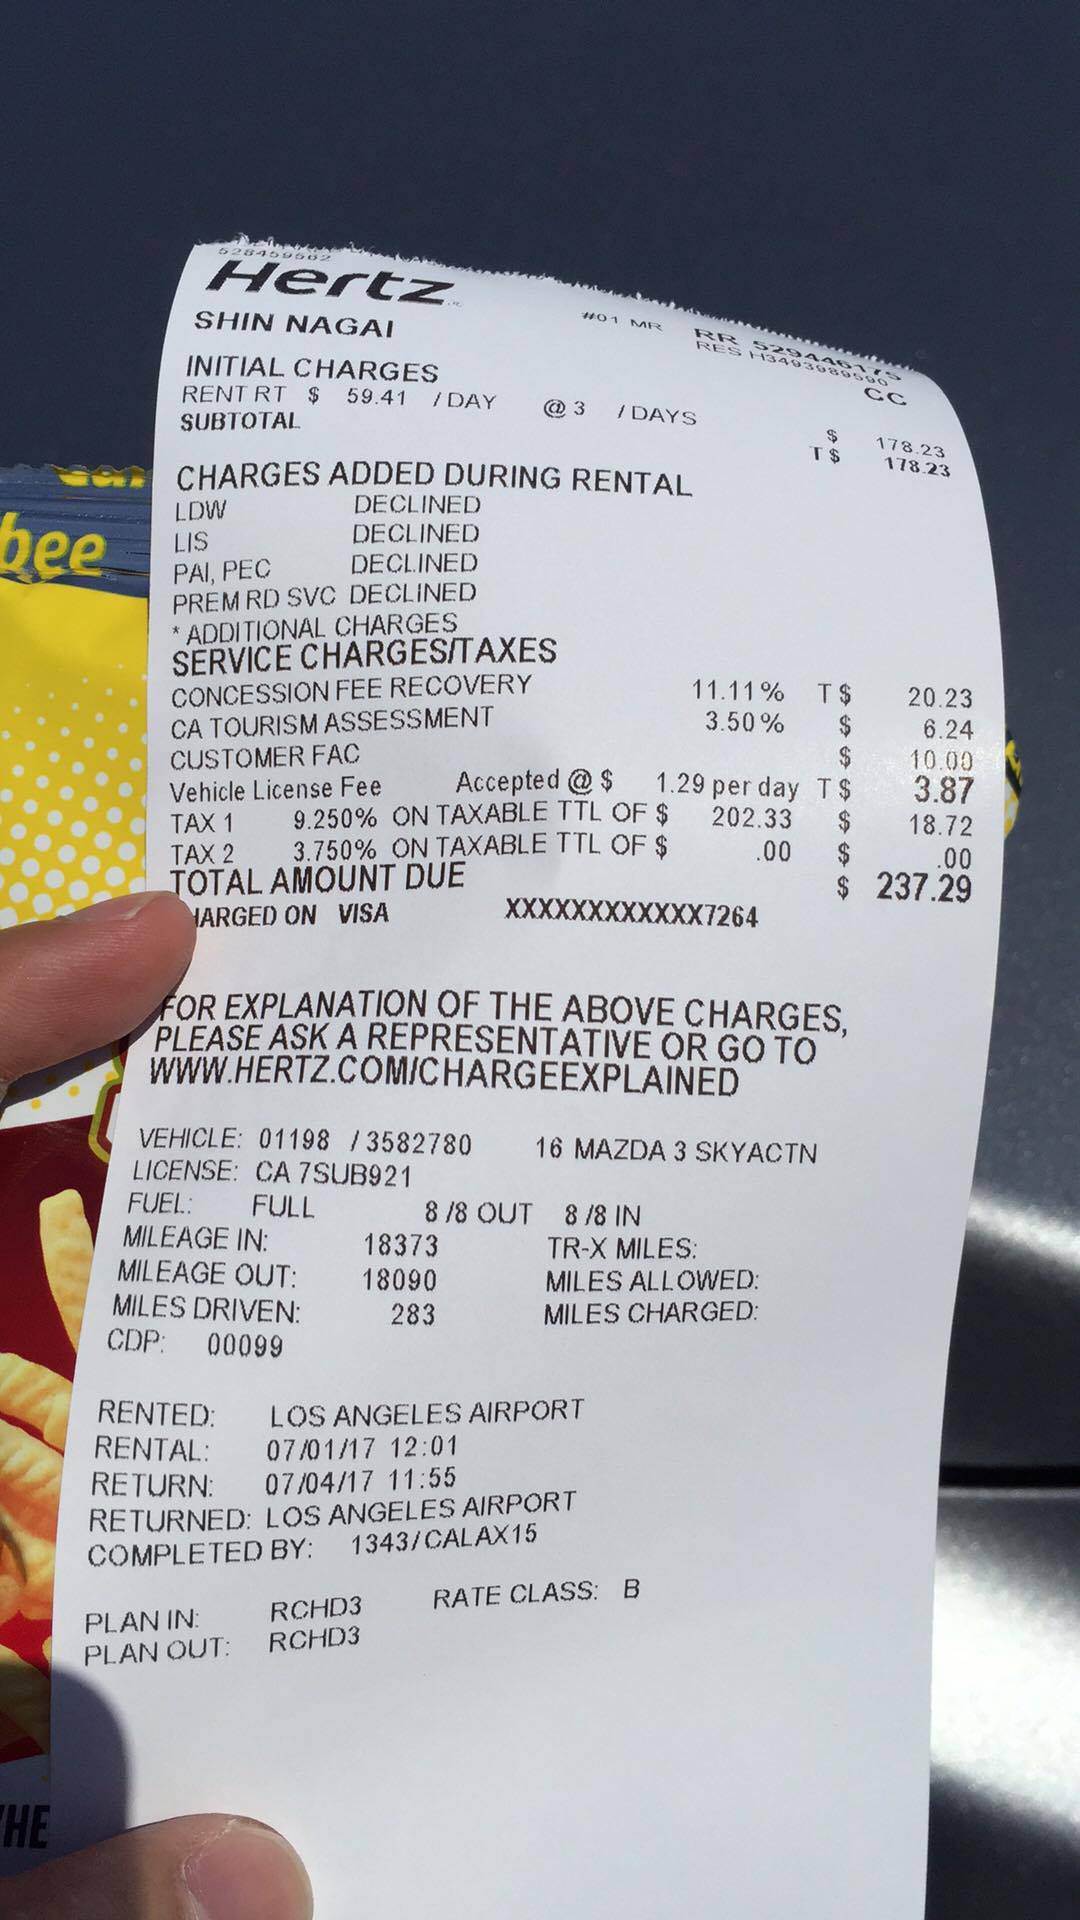 528459562
Hertz
SHIN NAGAI #01 MR RR 529446175
RES H3493989590
INITIAL CHARGES CC
RENT RT $ 59.41 / DAY @ 3 / DAYS $ 178.23
SUBTOTAL T $ 178.23
CHARGES ADDED DURING RENTAL
LDW DECLINED
LIS DECLINED
PAI, PEC DECLINED
PREM RD SVC DECLINED
* ADDITIONAL CHARGES
SERVICE CHARGES/TAXES
CONCESSION FEE RECOVERY 11.11% T $ 20.23
CA TOURISM ASSESSMENT 3.50% $ 6.24
CUSTOMER FAC $ 10.00
Vehicle License Fee Accepted @ $ 1.29 per day T $ 3.87
TAX 1 9.250% ON TAXABLE TTL OF $ 202.33 $ 18.72
TAX 2 3.750% ON TAXABLE TTL OF $ .00 $ .00
TOTAL AMOUNT DUE $ 237.29
HARGED ON VISA XXXXXXXXXXXX7264
FOR EXPLANATION OF THE ABOVE CHARGES,
PLEASE ASK A REPRESENTATIVE OR GO TO
WWW.HERTZ.COM/CHARGEEXPLAINED
VEHICLE: 01198 / 3582780 16 MAZDA 3 SKYACTN
LICENSE: CA 7SUB921
FUEL: FULL 8 /8 OUT 8 /8 IN
MILEAGE IN: 18373 TR-X MILES:
MILEAGE OUT: 18090 MILES ALLOWED:
MILES DRIVEN: 283 MILES CHARGED:
CDP: 00099
RENTED: LOS ANGELES AIRPORT
RENTAL: 07/01/17 12:01
RETURN: 07/04/17 11:55
RETURNED: LOS ANGELES AIRPORT
COMPLETED BY: 1343/CALAX15
PLAN IN: RCHD3 RATE CLASS: B
PLAN OUT: RCHD3
bee
HE